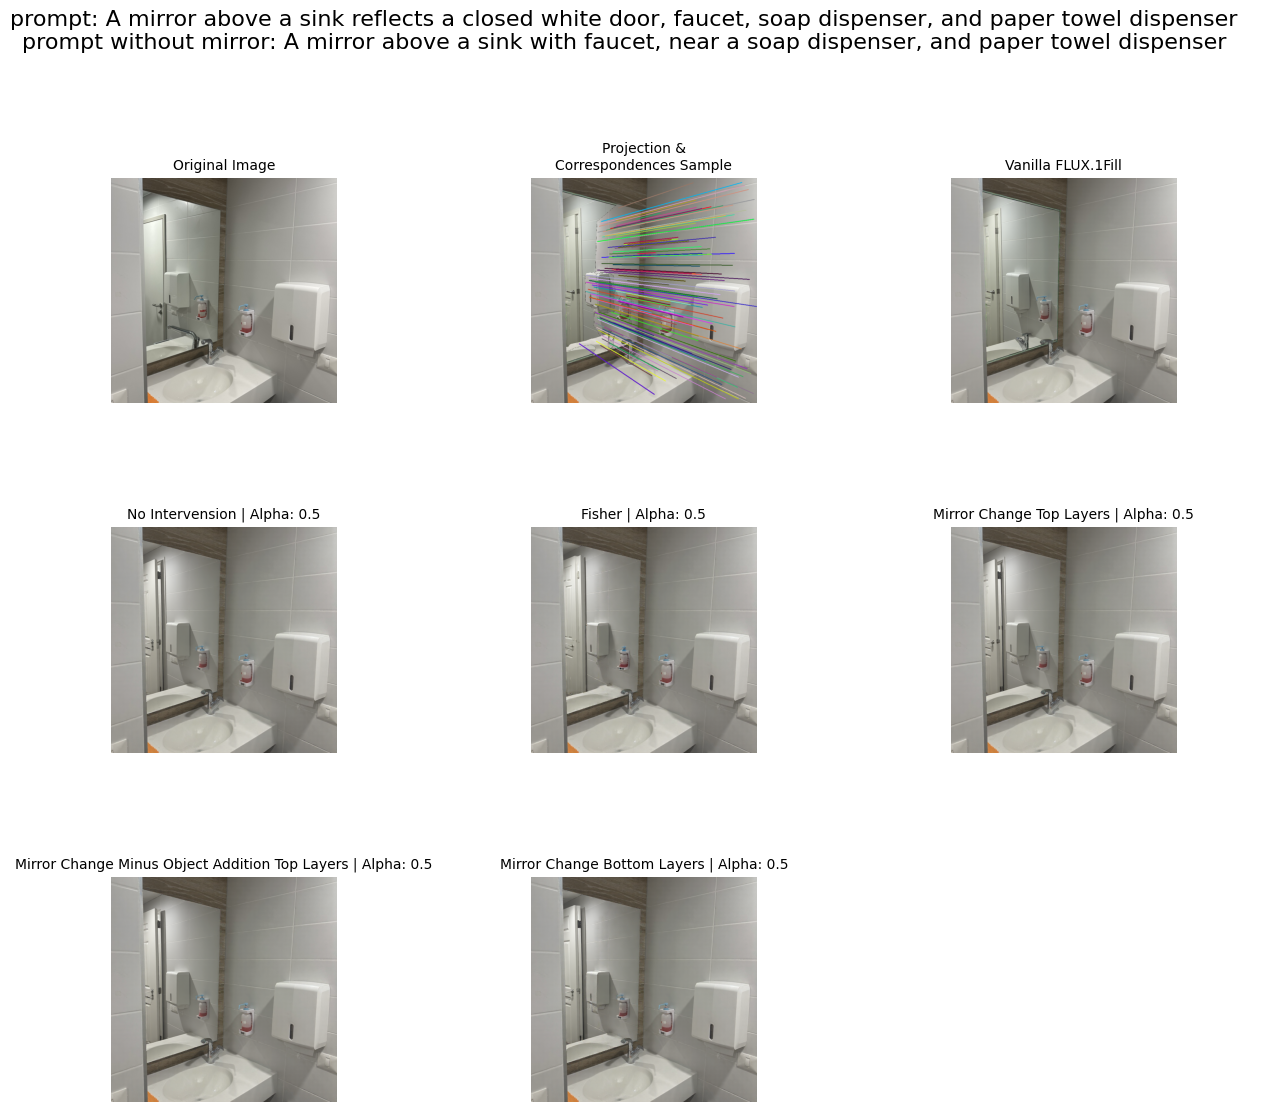 prompt: A mirror above a sink reflects a closed white door, faucet, soap dispenser, and paper towel dispenser
prompt without mirror: A mirror above a sink with faucet, near a soap dispenser, and paper towel dispenser
Original Image
Projection &
Correspondences Sample
Vanilla FLUX.1Fill
No Intervension | Alpha: 0.5
Fisher | Alpha: 0.5
Mirror Change Top Layers | Alpha: 0.5
Mirror Change Minus Object Addition Top Layers | Alpha: 0.5
Mirror Change Bottom Layers | Alpha: 0.5